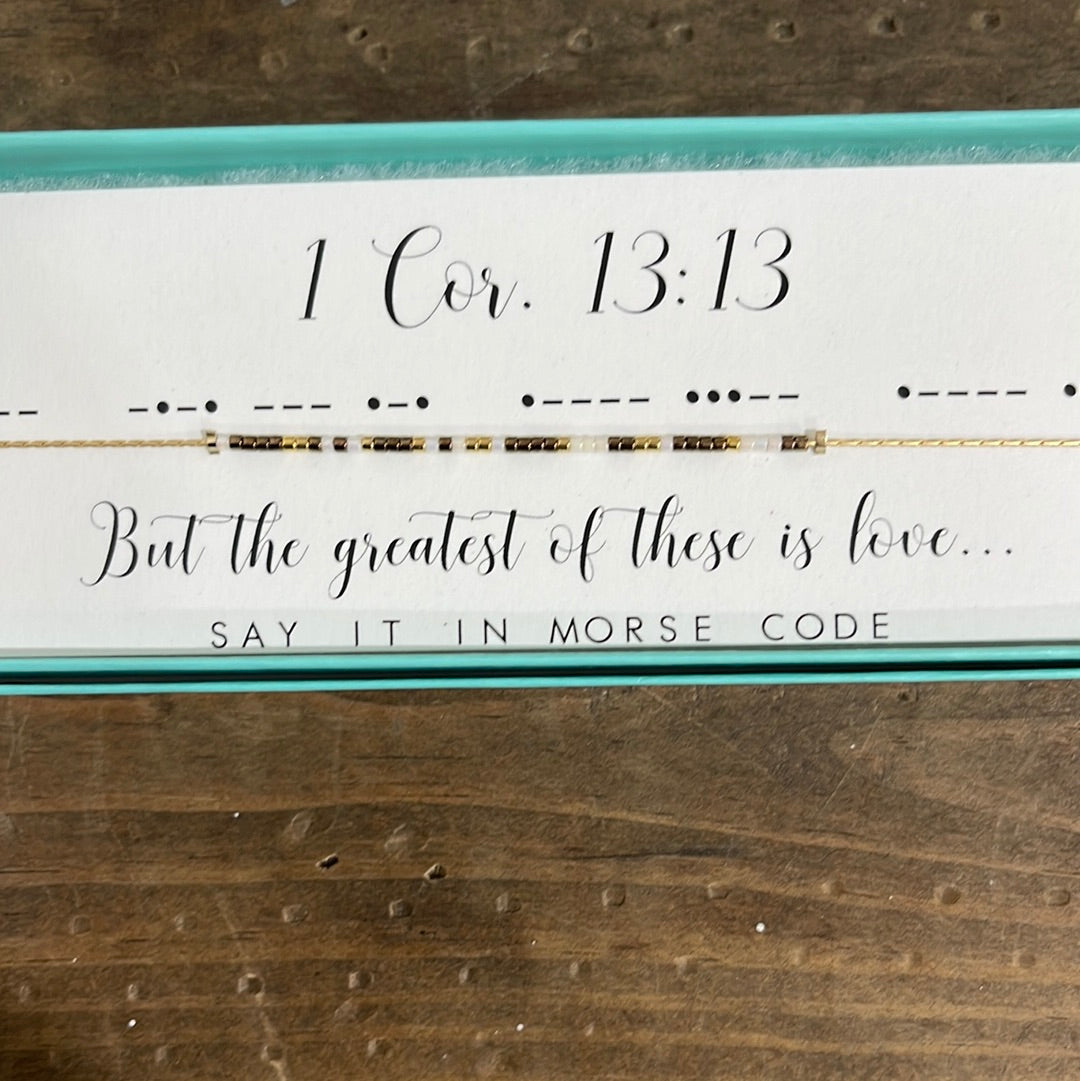 1 Cor. 13:13
-- -•-• --- •-• •---- •••-- •---- •
But the greatest of these is love...
SAY IT IN MORSE CODE